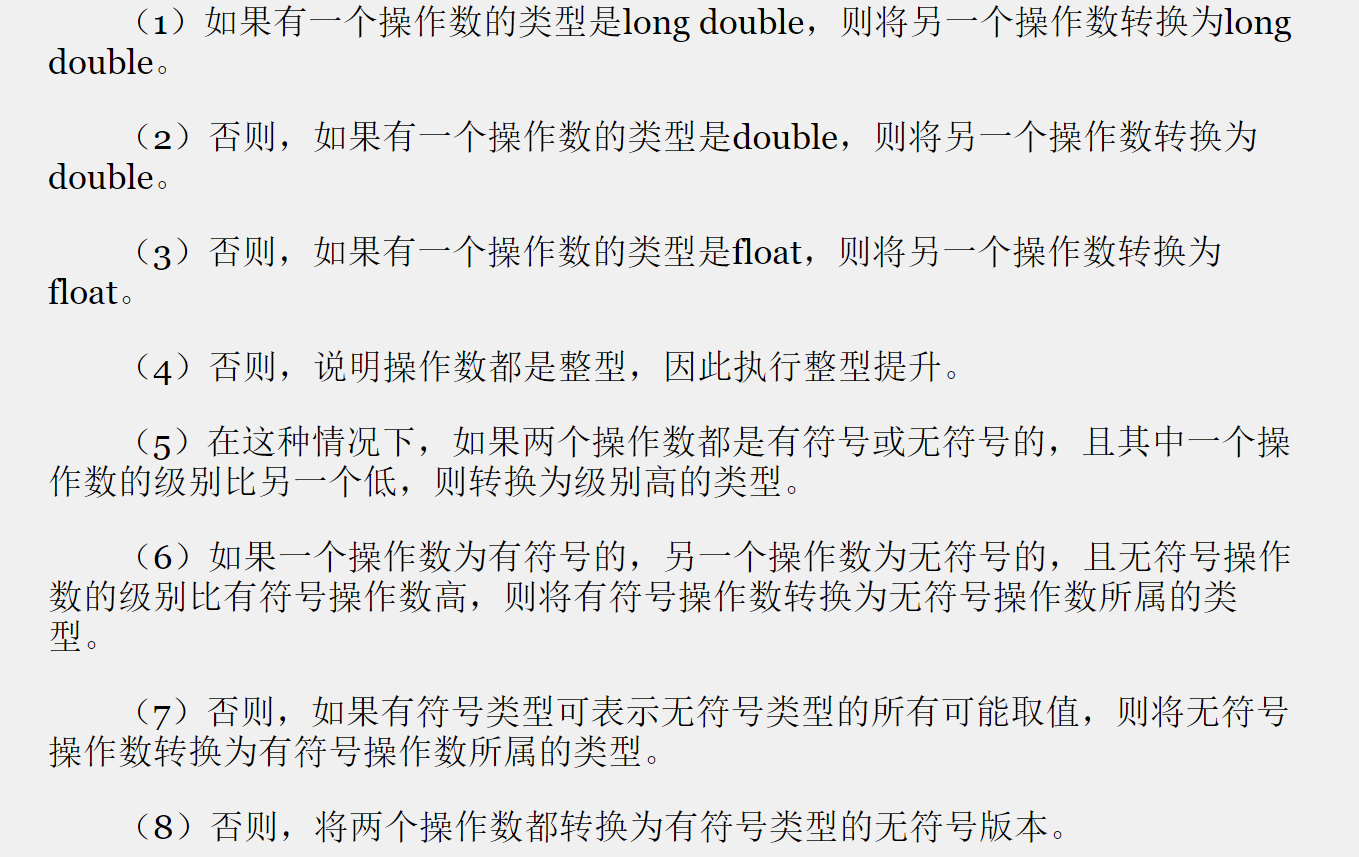 （1）如果有一个操作数的类型是long double，则将另一个操作数转换为long
double。
（2）否则，如果有一个操作数的类型是double，则将另一个操作数转换为
double。
（3）否则，如果有一个操作数的类型是float，则将另一个操作数转换为
float。
（4）否则，说明操作数都是整型，因此执行整型提升。
（5）在这种情况下，如果两个操作数都是有符号或无符号的，且其中一个操
作数的级别比另一个低，则转换为级别高的类型。
（6）如果一个操作数为有符号的，另一个操作数为无符号的，且无符号操作
数的级别比有符号操作数高，则将有符号操作数转换为无符号操作数所属的类
型。
（7）否则，如果有符号类型可表示无符号类型的所有可能取值，则将无符号
操作数转换为有符号操作数所属的类型。
（8）否则，将两个操作数都转换为有符号类型的无符号版本。